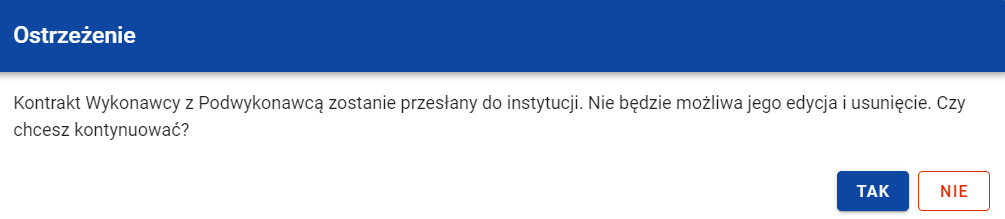 Ostrzeżenie
Kontrakt Wykonawcy z Podwykonawcą zostanie przesłany do instytucji. Nie będzie możliwa jego edycja i usunięcie. Czy
chcesz kontynuować?
TAK
NIE